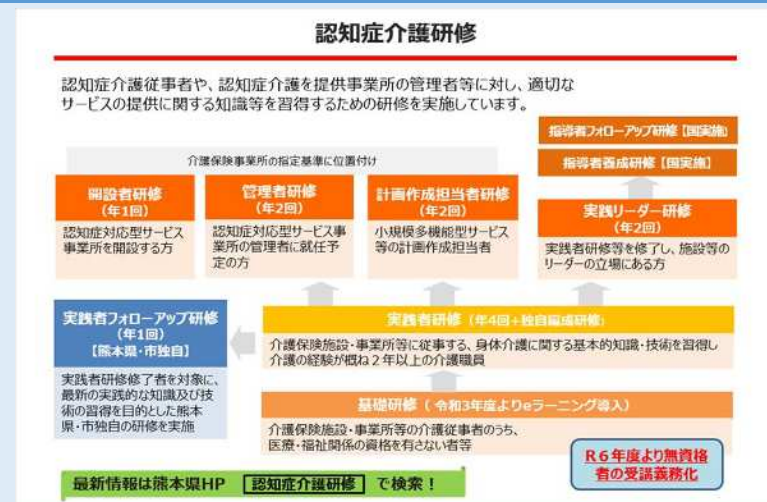 認知症介護研修
認知症介護従事者や、認知症介護を提供事業所の管理者等に対し、適切な
サービスの提供に関する知識等を習得するための研修を実施しています。
指導者フォローアップ研修【国実施】
指導者養成研修【国実施】
介護保険事業所の指定基準に位置付け
開設者研修
(年1回)
認知症対応型サービス
事業所を開設する方
管理者研修
(年2回)
認知症対応型サービス事
業所の管理者に就任予
定の方
計画作成担当者研修
(年2回)
小規模多機能型サービス
等の計画作成担当者
実践リーダー研修
(年2回)
実践者研修等を修了し、施設等の
リーダーの立場にある方
実践者フォローアップ研修
(年1回)
【熊本県・市独自】
実践者研修修了者を対象に、
最新の実践的な知識及び技
術の習得を目的とした熊本
県・市独自の研修を実施
実践者研修(年4回+独自編成研修)
介護保険施設・事業所等に従事する、身体介護に関する基本的知識・技術を習得し
介護の経験が概ね2年以上の介護職員
基礎研修(令和3年度よりeラーニング導入)
介護保険施設・事業所等の介護従事者のうち、
医療・福祉関係の資格を有さない者等
R6年度より無資格
者の受講義務化
最新情報は熊本県HP 認知症介護研修 で検索！